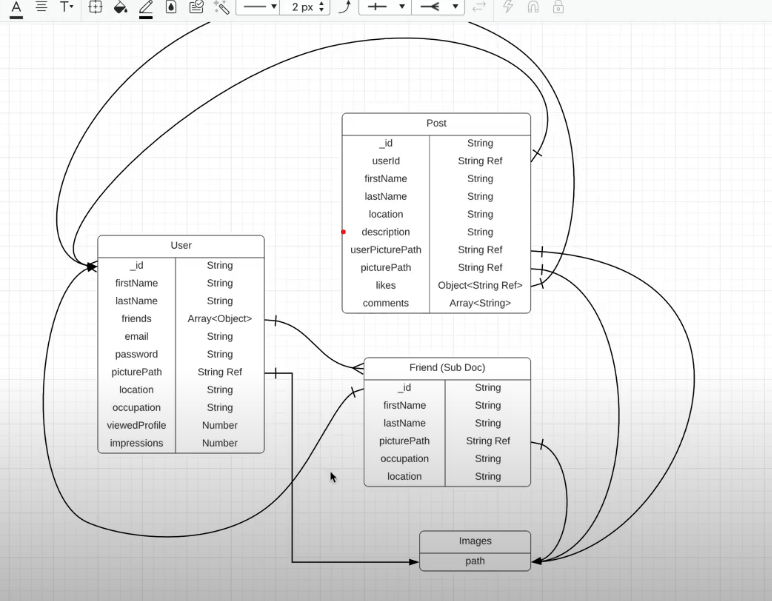 A T 2 px
Post
_id String
userId String Ref
firstName String
lastName String
location String
description String
userPicturePath String Ref
picturePath String Ref
likes Object<String Ref>
comments Array<String>
User
_id String
firstName String
lastName String
friends Array<Object>
email String
password String
picturePath String Ref
location String
occupation String
viewedProfile Number
impressions Number
Friend (Sub Doc)
_id String
firstName String
lastName String
picturePath String Ref
occupation String
location String
Images
path